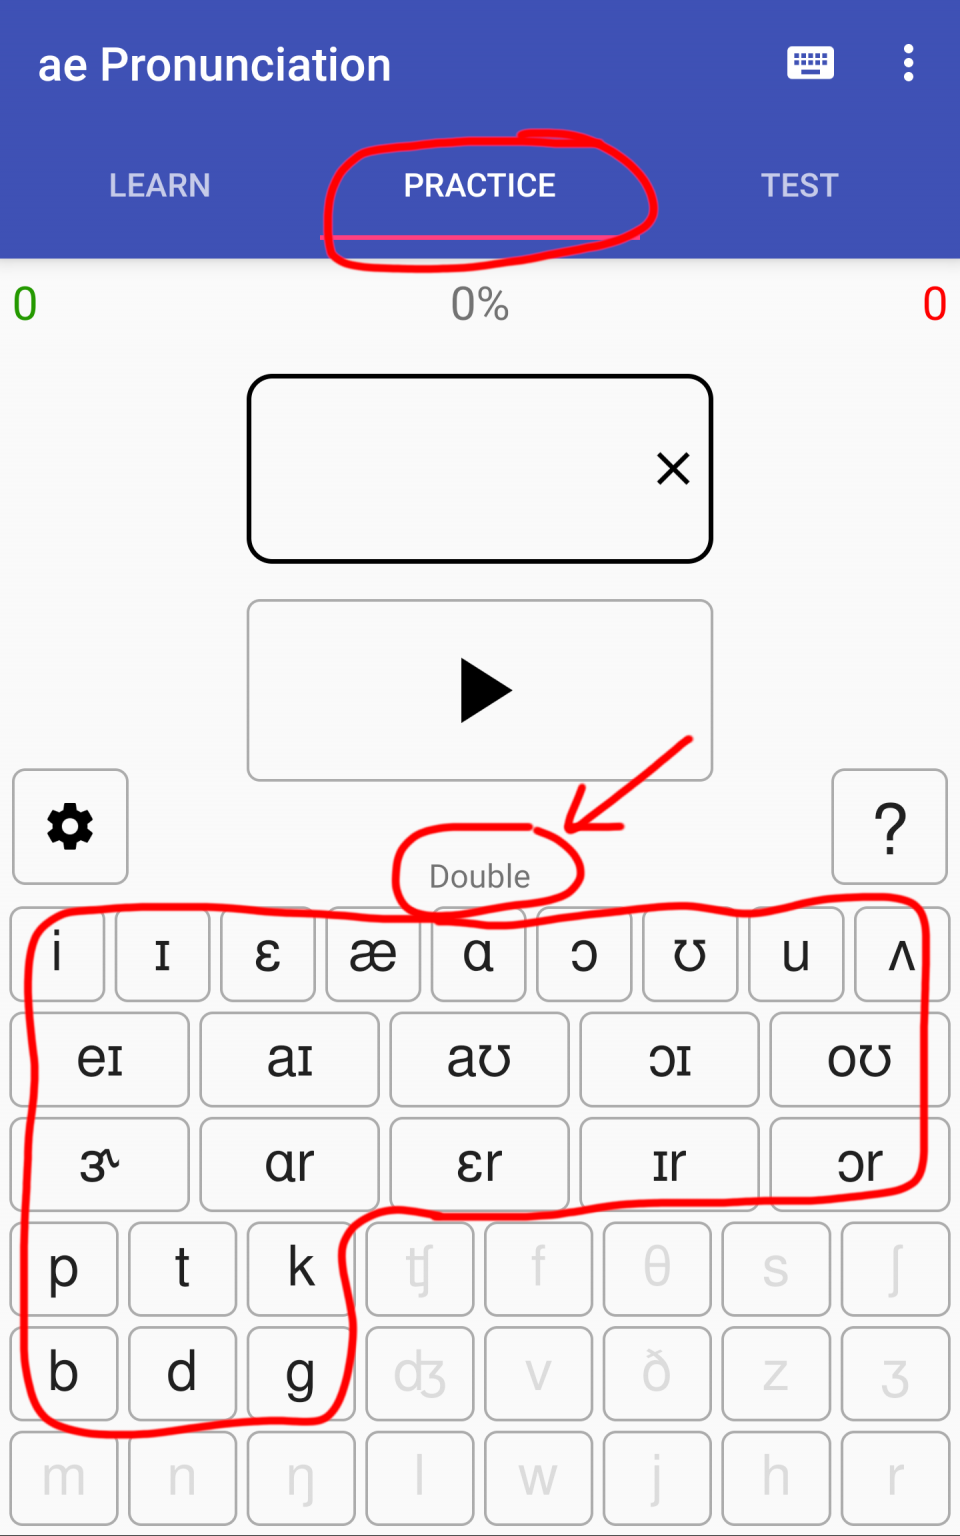 ae Pronunciation
LEARN PRACTICE TEST
0 0% 0
?
Double
i ɪ ɛ æ ɑ ɔ ʊ u ʌ
eɪ aɪ aʊ ɔɪ oʊ
ɝ ɑr ɛr ɪr ɔr
p t k ʧ f θ s ʃ
b d g ʤ v ð z ʒ
m n ŋ l w j h r